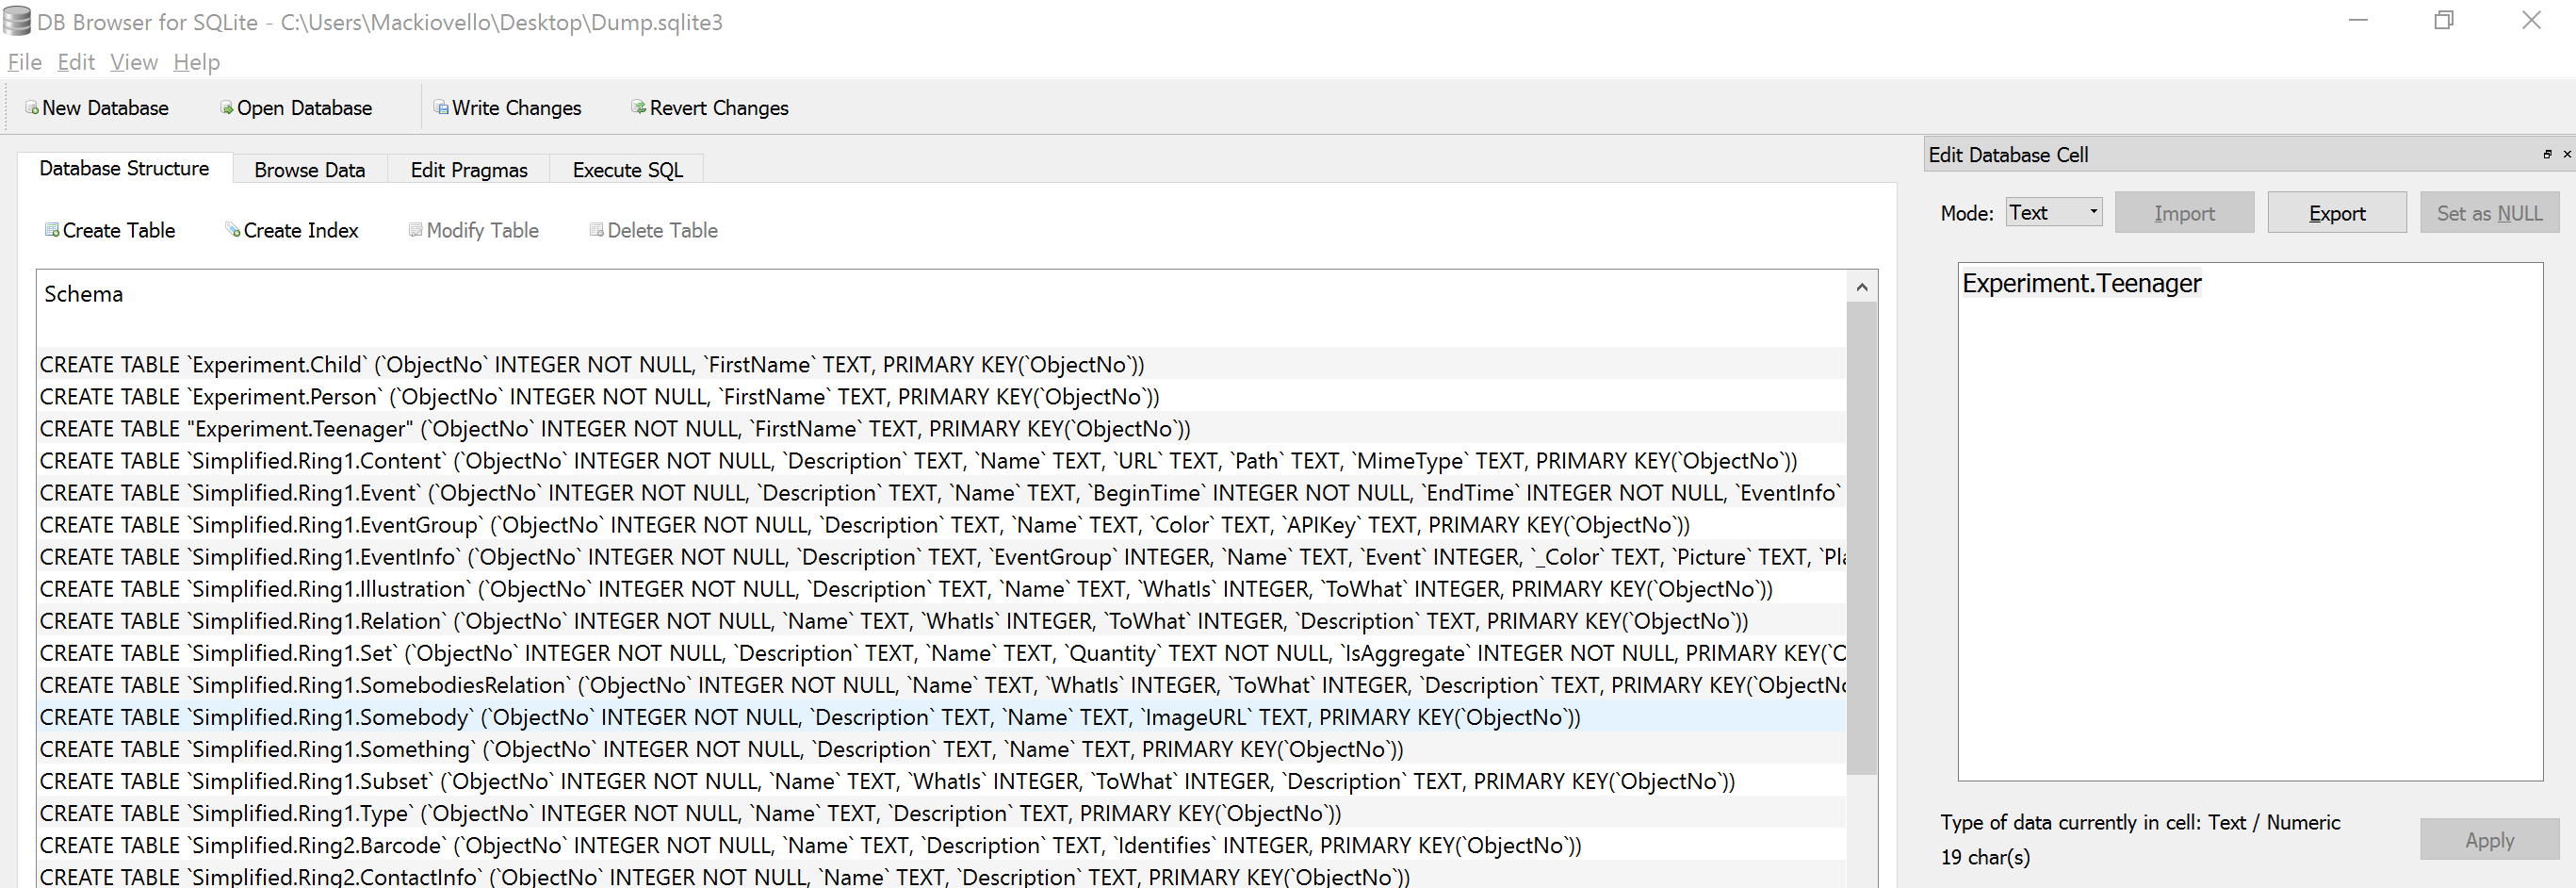 DB Browser for SQLite - C:\Users\Mackiovello\Desktop\Dump.sqlite3
File Edit View Help
New Database Open Database Write Changes Revert Changes
Database Structure Browse Data Edit Pragmas Execute SQL
Create Table Create Index Modify Table Delete Table
Schema
CREATE TABLE `Experiment.Child` (`ObjectNo` INTEGER NOT NULL, `FirstName` TEXT, PRIMARY KEY(`ObjectNo`))
CREATE TABLE `Experiment.Person` (`ObjectNo` INTEGER NOT NULL, `FirstName` TEXT, PRIMARY KEY(`ObjectNo`))
CREATE TABLE "Experiment.Teenager" (`ObjectNo` INTEGER NOT NULL, `FirstName` TEXT, PRIMARY KEY(`ObjectNo`))
CREATE TABLE `Simplified.Ring1.Content` (`ObjectNo` INTEGER NOT NULL, `Description` TEXT, `Name` TEXT, `URL` TEXT, `Path` TEXT, `MimeType` TEXT, PRIMARY KEY(`ObjectNo`))
CREATE TABLE `Simplified.Ring1.Event` (`ObjectNo` INTEGER NOT NULL, `Description` TEXT, `Name` TEXT, `BeginTime` INTEGER NOT NULL, `EndTime` INTEGER NOT NULL, `EventInfo`
CREATE TABLE `Simplified.Ring1.EventGroup` (`ObjectNo` INTEGER NOT NULL, `Description` TEXT, `Name` TEXT, `Color` TEXT, `APIKey` TEXT, PRIMARY KEY(`ObjectNo`))
CREATE TABLE `Simplified.Ring1.EventInfo` (`ObjectNo` INTEGER NOT NULL, `Description` TEXT, `EventGroup` INTEGER, `Name` TEXT, `Event` INTEGER, `_Color` TEXT, `Picture` TEXT, `Pla
CREATE TABLE `Simplified.Ring1.Illustration` (`ObjectNo` INTEGER NOT NULL, `Description` TEXT, `Name` TEXT, `WhatIs` INTEGER, `ToWhat` INTEGER, PRIMARY KEY(`ObjectNo`))
CREATE TABLE `Simplified.Ring1.Relation` (`ObjectNo` INTEGER NOT NULL, `Name` TEXT, `WhatIs` INTEGER, `ToWhat` INTEGER, `Description` TEXT, PRIMARY KEY(`ObjectNo`))
CREATE TABLE `Simplified.Ring1.Set` (`ObjectNo` INTEGER NOT NULL, `Description` TEXT, `Name` TEXT, `Quantity` TEXT NOT NULL, `IsAggregate` INTEGER NOT NULL, PRIMARY KEY(`O
CREATE TABLE `Simplified.Ring1.SomebodiesRelation` (`ObjectNo` INTEGER NOT NULL, `Name` TEXT, `WhatIs` INTEGER, `ToWhat` INTEGER, `Description` TEXT, PRIMARY KEY(`ObjectNo
CREATE TABLE `Simplified.Ring1.Somebody` (`ObjectNo` INTEGER NOT NULL, `Description` TEXT, `Name` TEXT, `ImageURL` TEXT, PRIMARY KEY(`ObjectNo`))
CREATE TABLE `Simplified.Ring1.Something` (`ObjectNo` INTEGER NOT NULL, `Description` TEXT, `Name` TEXT, PRIMARY KEY(`ObjectNo`))
CREATE TABLE `Simplified.Ring1.Subset` (`ObjectNo` INTEGER NOT NULL, `Name` TEXT, `WhatIs` INTEGER, `ToWhat` INTEGER, `Description` TEXT, PRIMARY KEY(`ObjectNo`))
CREATE TABLE `Simplified.Ring1.Type` (`ObjectNo` INTEGER NOT NULL, `Name` TEXT, `Description` TEXT, PRIMARY KEY(`ObjectNo`))
CREATE TABLE `Simplified.Ring2.Barcode` (`ObjectNo` INTEGER NOT NULL, `Name` TEXT, `Description` TEXT, `Identifies` INTEGER, PRIMARY KEY(`ObjectNo`))
CREATE TABLE `Simplified.Ring2.ContactInfo` (`ObjectNo` INTEGER NOT NULL, `Name` TEXT, `Description` TEXT, PRIMARY KEY(`ObjectNo`))
Edit Database Cell
Mode: Text Import Export Set as NULL
Experiment.Teenager
Type of data currently in cell: Text / Numeric
19 char(s)
Apply